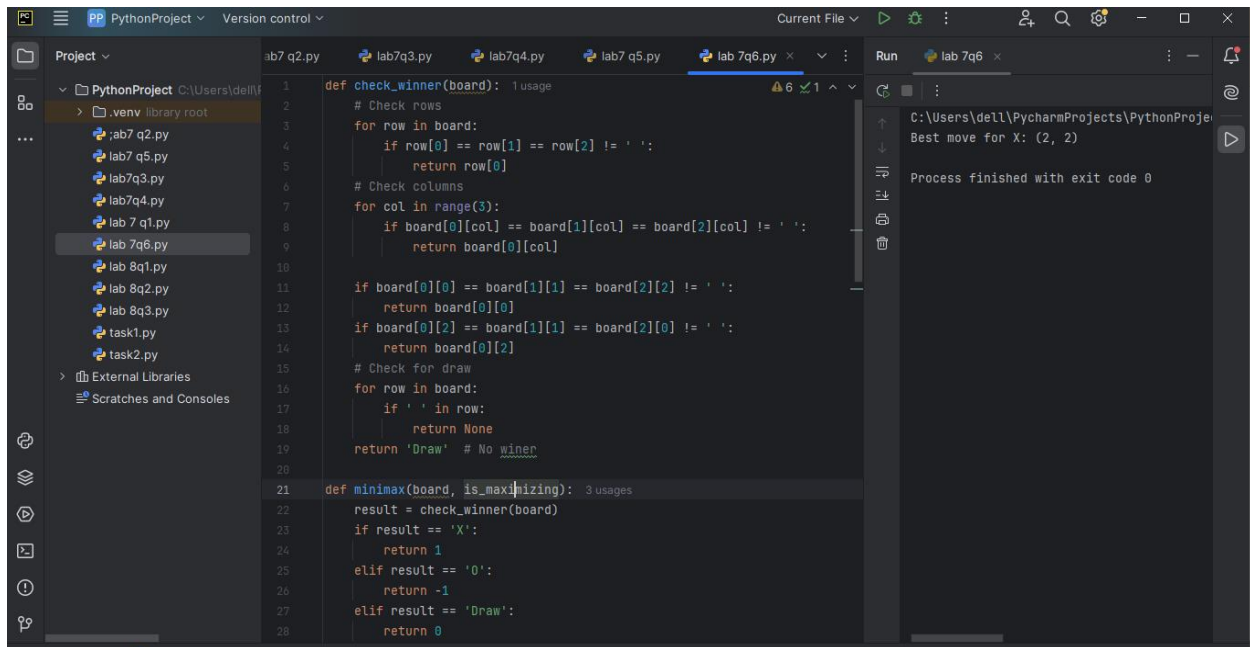 PC PP PythonProject Version control Current File
Project
ab7 q2.py lab7q3.py lab7q4.py lab7 q5.py lab 7q6.py
Run lab 7q6
PythonProject C:\Users\dell\
.venv library root
;ab7 q2.py
lab7 q5.py
lab7q3.py
lab7q4.py
lab 7 q1.py
lab 7q6.py
lab 8q1.py
lab 8q2.py
lab 8q3.py
task1.py
task2.py
External Libraries
Scratches and Consoles
1 def check_winner(board): 1 usage 6 1
2 # Check rows
3 for row in board:
4 if row[0] == row[1] == row[2] != ' ':
5 return row[0]
6 # Check columns
7 for col in range(3):
8 if board[0][col] == board[1][col] == board[2][col] != ' ':
9 return board[0][col]
10
11 if board[0][0] == board[1][1] == board[2][2] != ' ':
12 return board[0][0]
13 if board[0][2] == board[1][1] == board[2][0] != ' ':
14 return board[0][2]
15 # Check for draw
16 for row in board:
17 if ' ' in row:
18 return None
19 return 'Draw' # No winer
20
21 def minimax(board, is_maximizing): 3 usages
22 result = check_winner(board)
23 if result == 'X':
24 return 1
25 elif result == 'O':
26 return -1
27 elif result == 'Draw':
28 return 0
C:\Users\dell\PycharmProjects\PythonProje
Best move for X: (2, 2)
Process finished with exit code 0